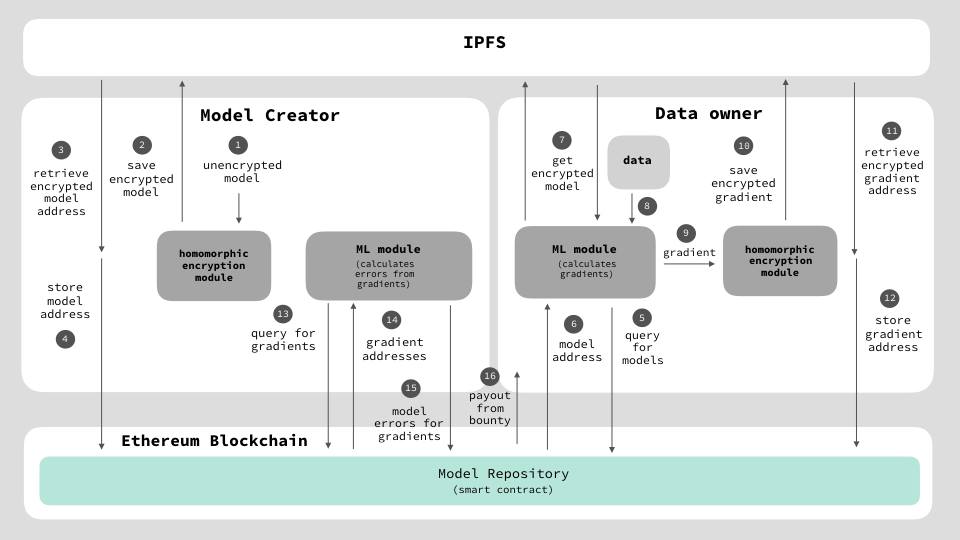 IPFS
Model Creator
3
retrieve
encrypted
model
address
2
save
encrypted
model
1
unencrypted
model
homomorphic
encryption
module
ML module
(calculates
errors from
gradients)
store
model
address
4
13
query for
gradients
14
gradient
addresses
15
model
errors for
gradients
16
payout
from
bounty
Data owner
7
get
encrypted
model
data
8
10
save
encrypted
gradient
11
retrieve
encrypted
gradient
address
ML module
(calculates
gradients)
9
gradient
homomorphic
encryption
module
6
model
address
5
query
for
models
12
store
gradient
address
Ethereum Blockchain
Model Repository
(smart contract)